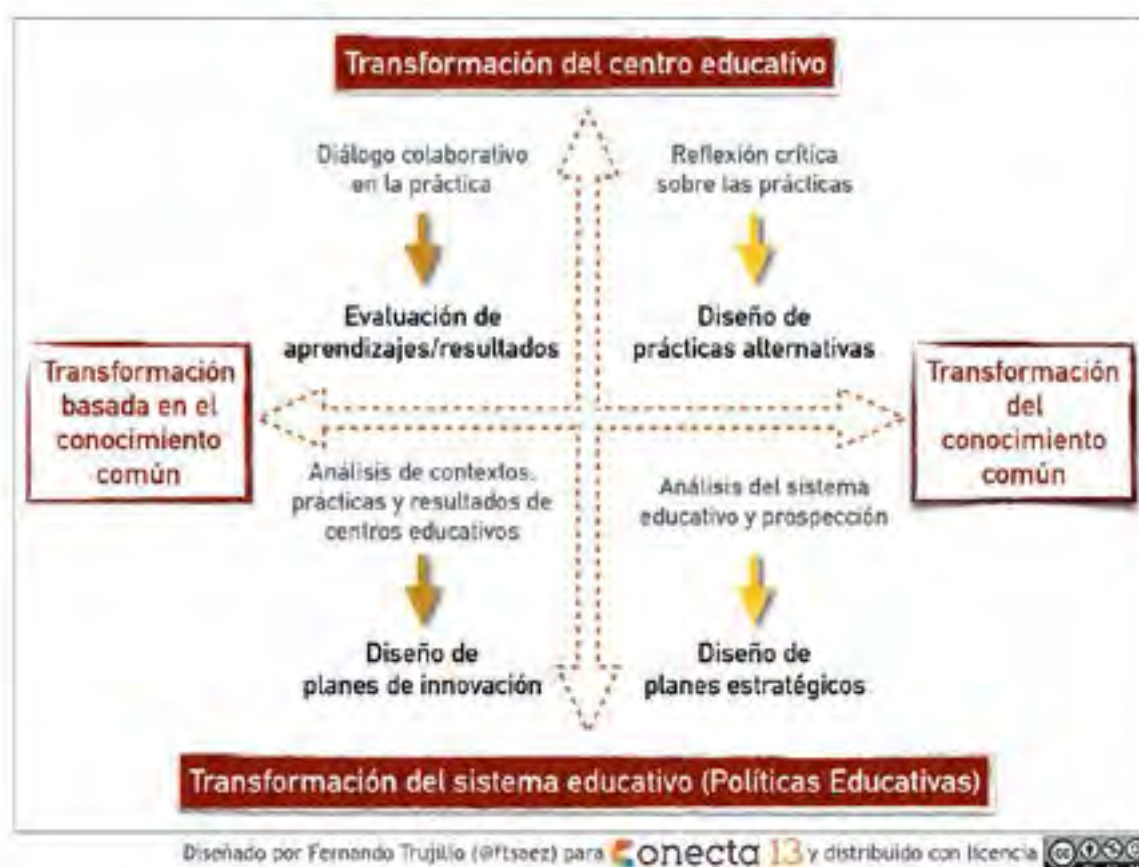 Transformación del centro educativo
Diálogo colaborativo
en la práctica
Reflexión crítica
sobre las prácticas
Evaluación de
aprendizajes/resultados
Diseño de
prácticas alternativas
Transformación
basada en el
conocimiento
común
Transformación
del
conocimiento
común
Análisis de contextos,
prácticas y resultados de
centros educativos
Análisis del sistema
educativo y prospección
Diseño de
planes de innovación
Diseño de
planes estratégicos
Transformación del sistema educativo (Políticas Educativas)
Diseñado por Fernando Trujillo (@ftsaez) para Conecta 13 y distribuido con licencia